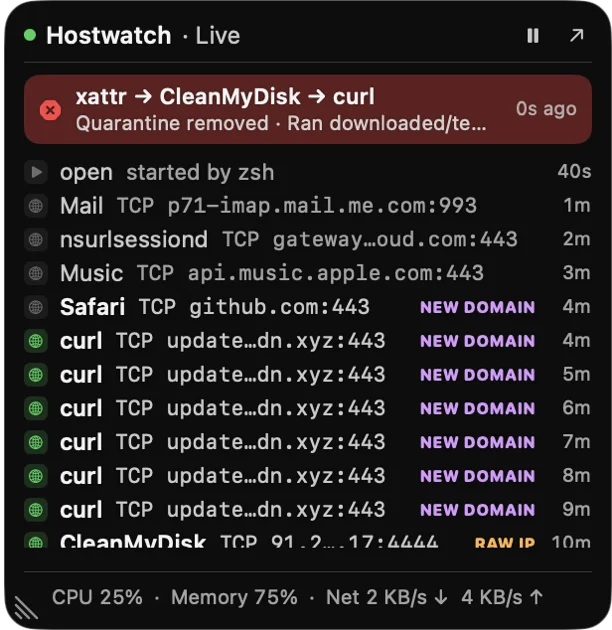 Hostwatch · Live
xattr → CleanMyDisk → curl
0s ago
Quarantine removed · Ran downloaded/te...
open started by zsh 40s
Mail TCP p71-imap.mail.me.com:993 1m
nsurlsessiond TCP gateway…oud.com:443 2m
Music TCP api.music.apple.com:443 3m
Safari TCP github.com:443 NEW DOMAIN 4m
curl TCP update…dn.xyz:443 NEW DOMAIN 4m
curl TCP update…dn.xyz:443 NEW DOMAIN 5m
curl TCP update…dn.xyz:443 NEW DOMAIN 6m
curl TCP update…dn.xyz:443 NEW DOMAIN 7m
curl TCP update…dn.xyz:443 NEW DOMAIN 8m
curl TCP update…dn.xyz:443 NEW DOMAIN 9m
CleanMyDisk TCP 91.2….17:4444 RAW IP 10m
CPU 25% · Memory 75% · Net 2 KB/s ↓ 4 KB/s ↑